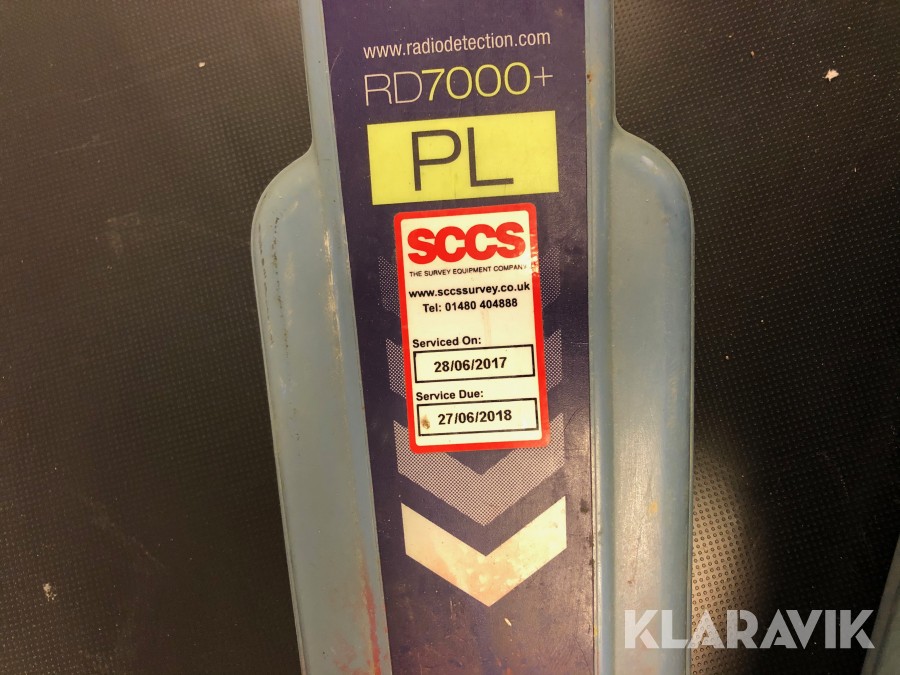 www.radiodetection.com
RD7000+
PL
SCCS
THE SURVEY EQUIPMENT COMPANY
www.sccssurvey.co.uk
Tel: 01480 404888
Serviced On:
28/06/2017
Service Due:
27/06/2018
KLARAVIK